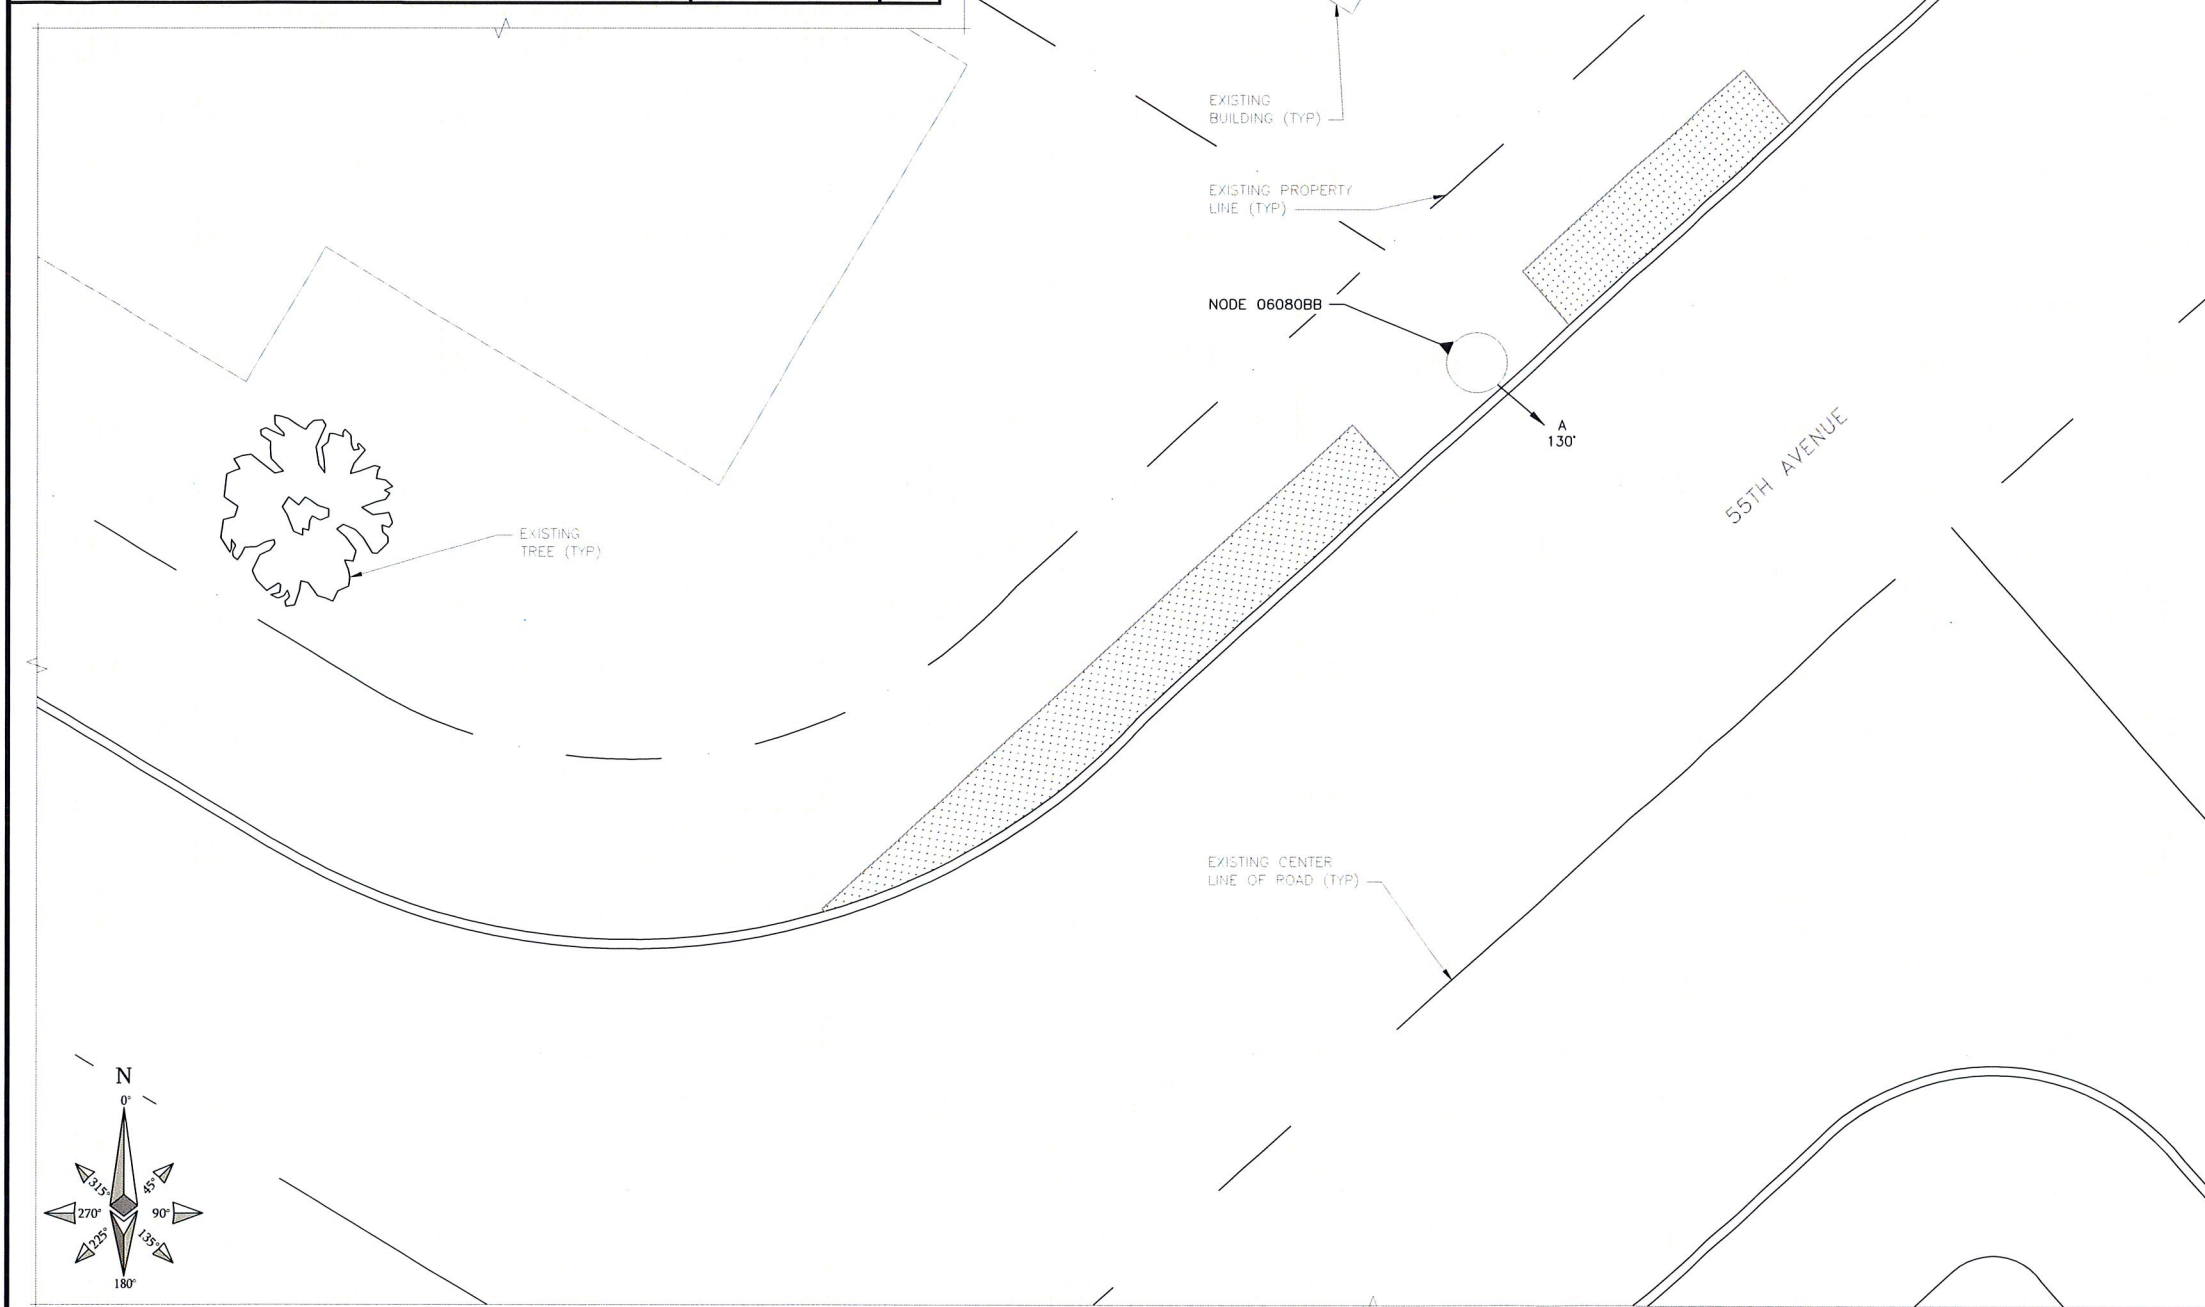 EXISTING
BUILDING (TYP)
EXISTING PROPERTY
LINE (TYP)
NODE 06080BB
A
130°
55TH AVENUE
EXISTING
TREE (TYP)
EXISTING CENTER
LINE OF ROAD (TYP)
N
0°
315°
45°
270°
90°
225°
135°
180°